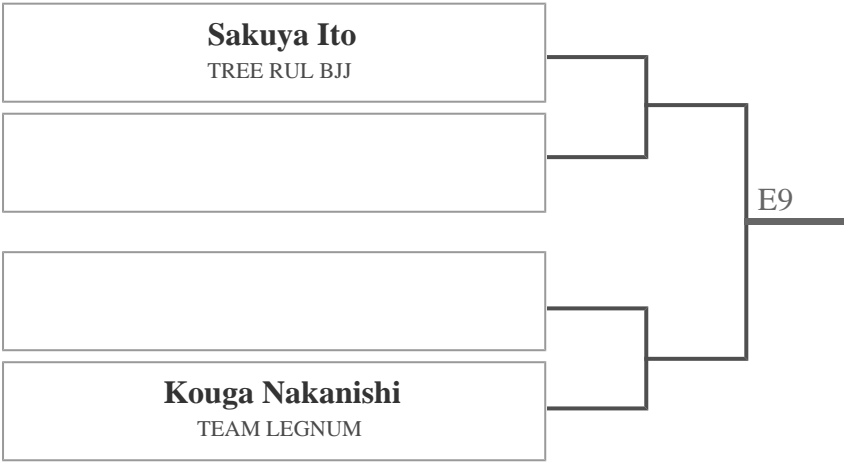 Sakuya Ito
TREE RUL BJJ
E9
Kouga Nakanishi
TEAM LEGNUM